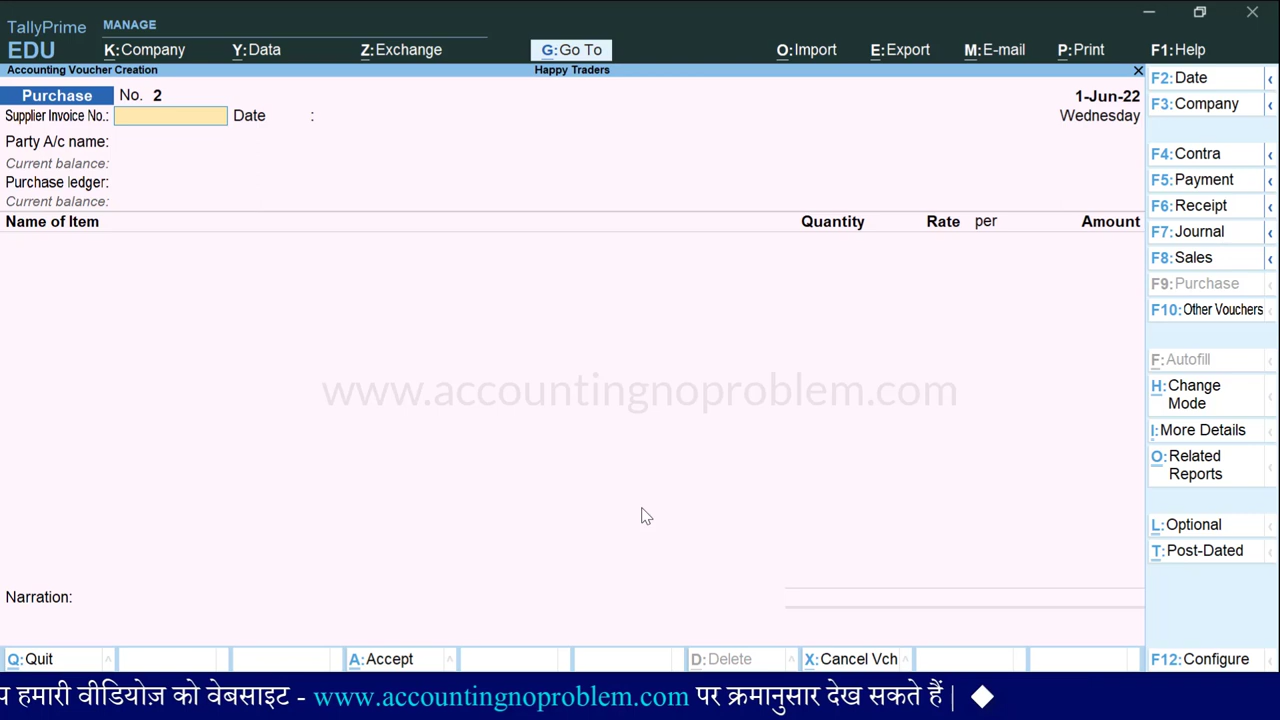 TallyPrime
EDU
MANAGE
K:Company Y:Data Z:Exchange G:Go To O:Import E:Export M:E-mail P:Print F1:Help
Accounting Voucher Creation Happy Traders
Purchase No. 2 1-Jun-22
Supplier Invoice No.: Date : Wednesday
Party A/c name:
Current balance:
Purchase ledger:
Current balance:
Name of Item Quantity Rate per Amount
www.accountingnoproblem.com
Narration:
Q:Quit A:Accept D:Delete X:Cancel Vch
F2:Date
F3:Company
F4:Contra
F5:Payment
F6:Receipt
F7:Journal
F8:Sales
F9:Purchase
F10:Other Vouchers
F:Autofill
H:Change
Mode
I:More Details
O:Related
Reports
L:Optional
T:Post-Dated
F12:Configure
हमारी वीडियोज़ को वेबसाइट - www.accountingnoproblem.com पर क्रमानुसार देख सकते हैं |